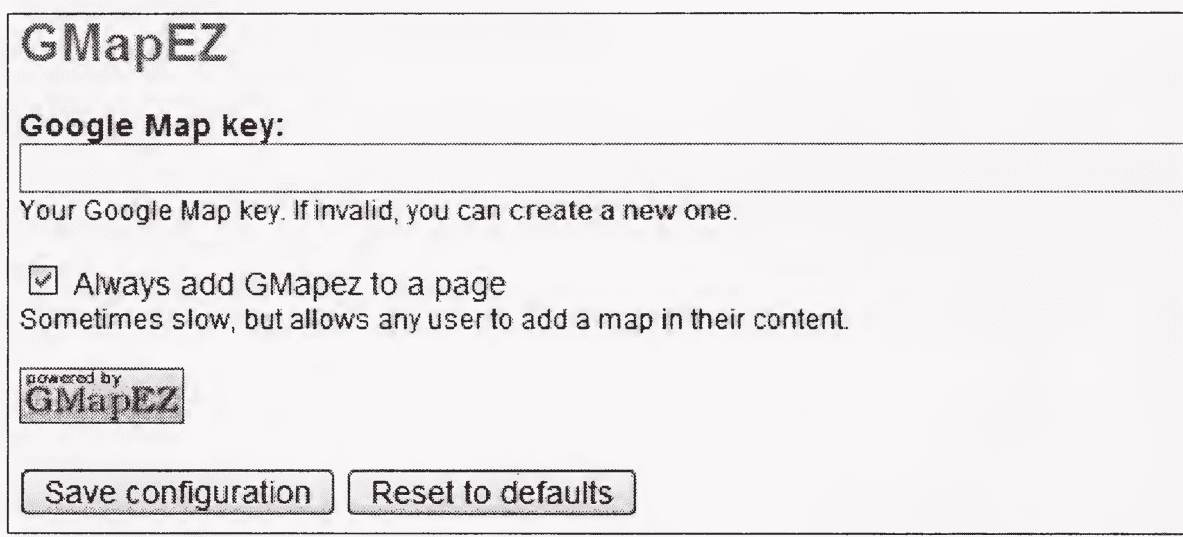 GMapEZ
Google Map key:
Your Google Map key. If invalid, you can create a new one.
Always add GMapez to a page
Sometimes slow, but allows any user to add a map in their content.
powered by
GMapEZ
Save configuration Reset to defaults